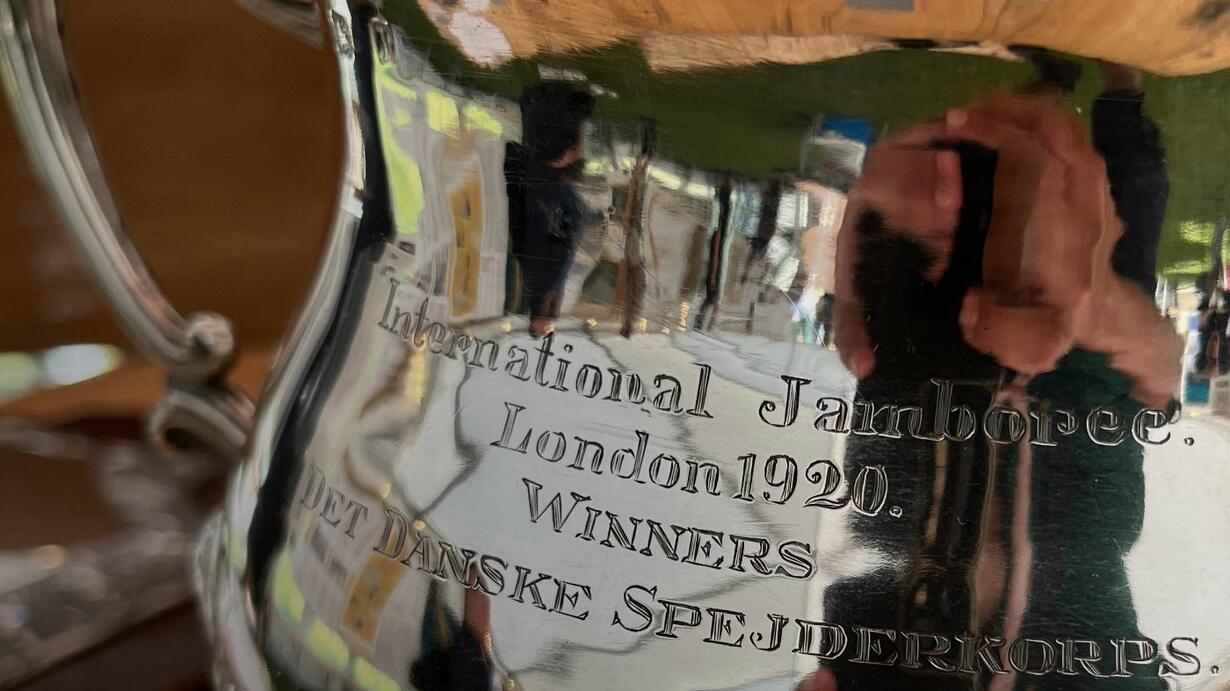 International Jamboree.
London 1920.
WINNERS
DET DANSKE SPEJDERKORPS.